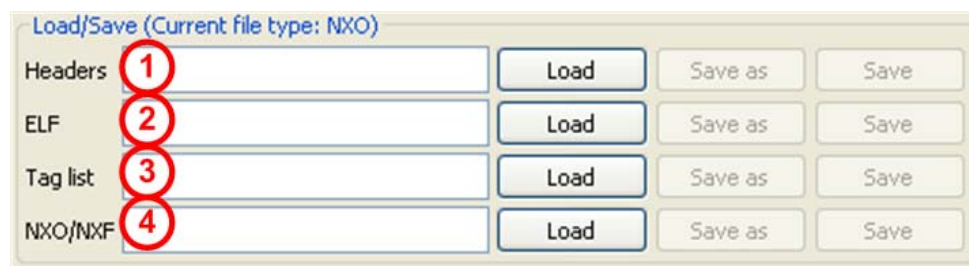 Load/Save (Current file type: NXO)
Headers 1 Load Save as Save
ELF 2 Load Save as Save
Tag list 3 Load Save as Save
NXO/NXF 4 Load Save as Save